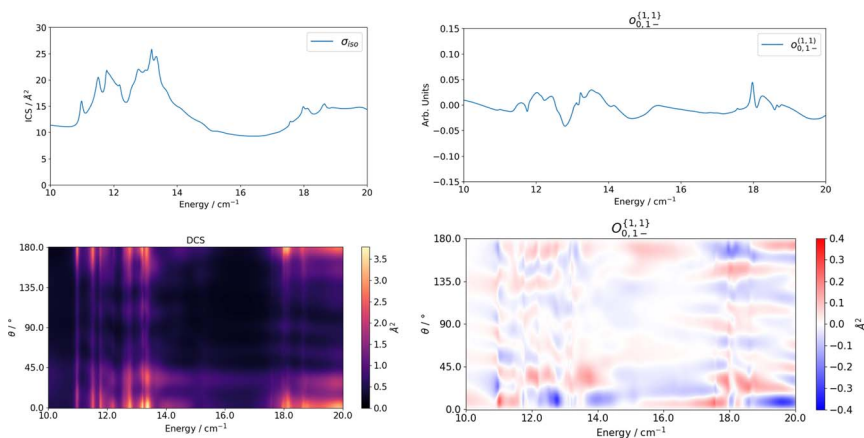 30
25
20
15
10
5
0
ICS / Å²
σ_iso
10 12 14 16 18 20
Energy / cm⁻¹
o_{0,1−}^{{1,1}}
0.15
0.10
0.05
0.00
−0.05
−0.10
−0.15
Arb. Units
o_{0,1−}^{{1,1}}
10 12 14 16 18 20
Energy / cm⁻¹
DCS
180.0
135.0
90.0
45.0
0.0
θ / °
10.0 12.0 14.0 16.0 18.0 20.0
Energy / cm⁻¹
3.5
3.0
2.5
2.0
1.5
1.0
0.5
0.0
Å²
O_{0,1−}^{{1,1}}
180.0
135.0
90.0
45.0
0.0
θ / °
10.0 12.0 14.0 16.0 18.0 20.0
Energy / cm⁻¹
0.4
0.3
0.2
0.1
0.0
−0.1
−0.2
−0.3
−0.4
Å²